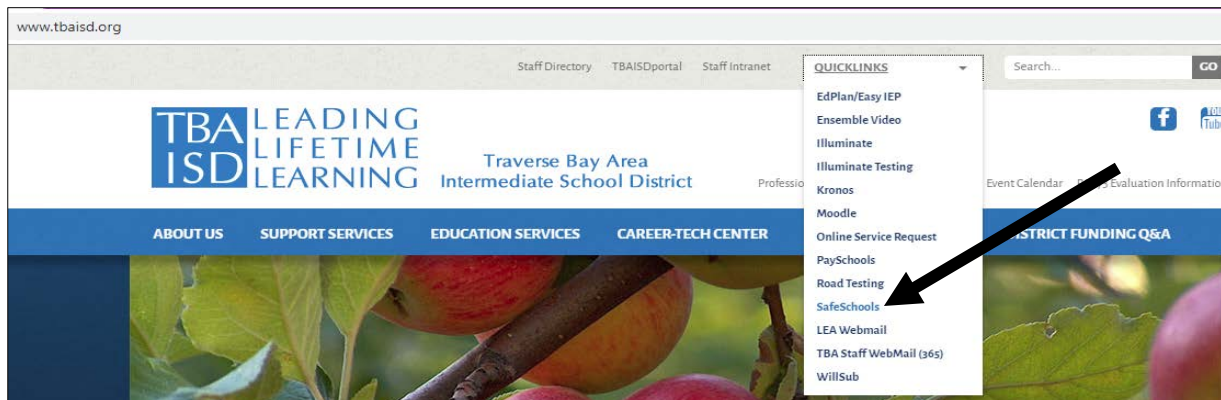 www.tbaisd.org
Staff Directory TBAISDportal Staff Intranet QUICKLINKS Search... GO
EdPlan/Easy IEP
Ensemble Video
Illuminate
Illuminate Testing
Kronos
Moodle
Online Service Request
PaySchools
Road Testing
SafeSchools
LEA Webmail
TBA Staff WebMail (365)
WillSub
TBA ISD
LEADING
LIFETIME
LEARNING
Traverse Bay Area
Intermediate School District
Event Calendar Evaluation
You
ABOUT US SUPPORT SERVICES EDUCATION SERVICES CAREER-TECH CENTER FUNDING Q&A